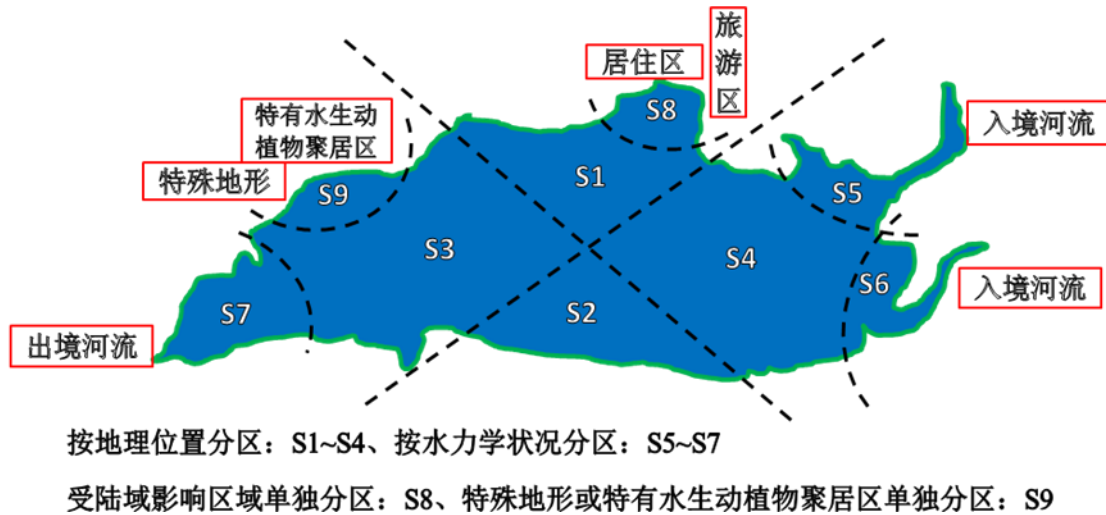 旅游区
居住区
S8
特有水生动
植物聚居区
入境河流
特殊地形
S1
S9
S5
S3
S4
S6
入境河流
S7
S2
出境河流
按地理位置分区：S1~S4、按水力学状况分区：S5~S7
受陆域影响区域单独分区：S8、特殊地形或特有水生动植物聚居区单独分区：S9